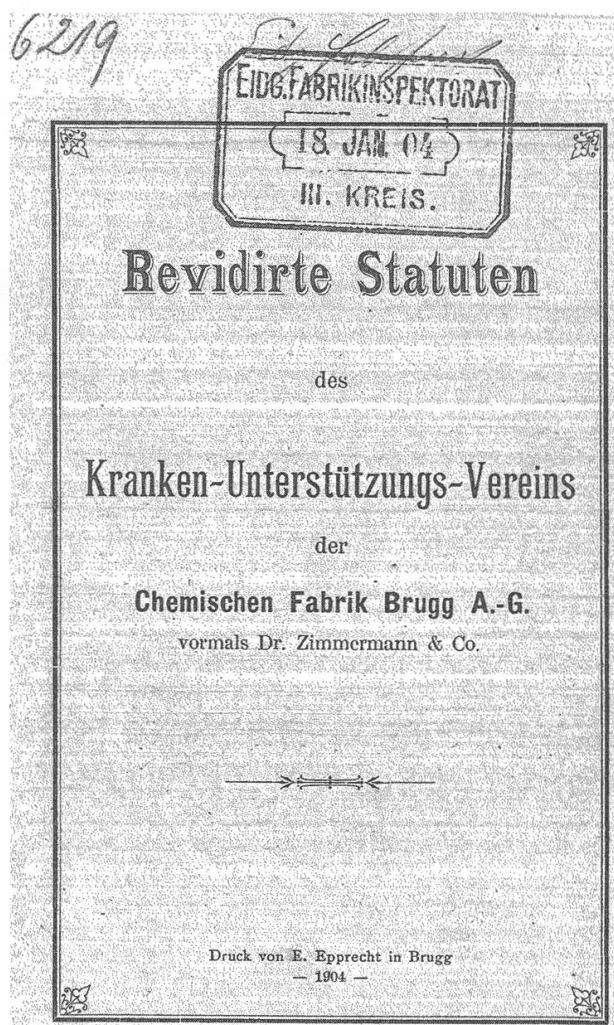 6219
EIDG. FABRIKINSPEKTORAT
18. JAN. 04
III. KREIS.
Revidirte Statuten
des
Kranken-Unterstützungs-Vereins
der
Chemischen Fabrik Brugg A.-G.
vormals Dr. Zimmermann & Co.
Druck von E. Epprecht in Brugg
— 1904 —